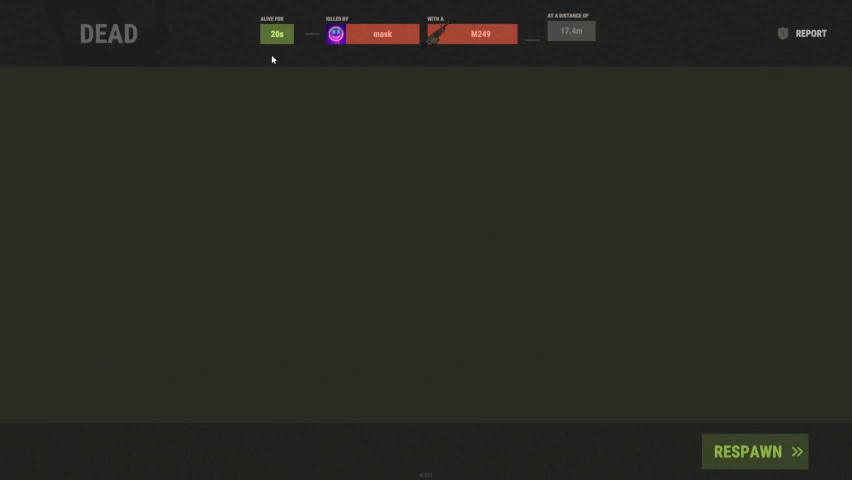 DEAD
ALIVE FOR
20s
KILLED BY
mask
WITH A
M249
AT A DISTANCE OF
17.4m
REPORT
RESPAWN